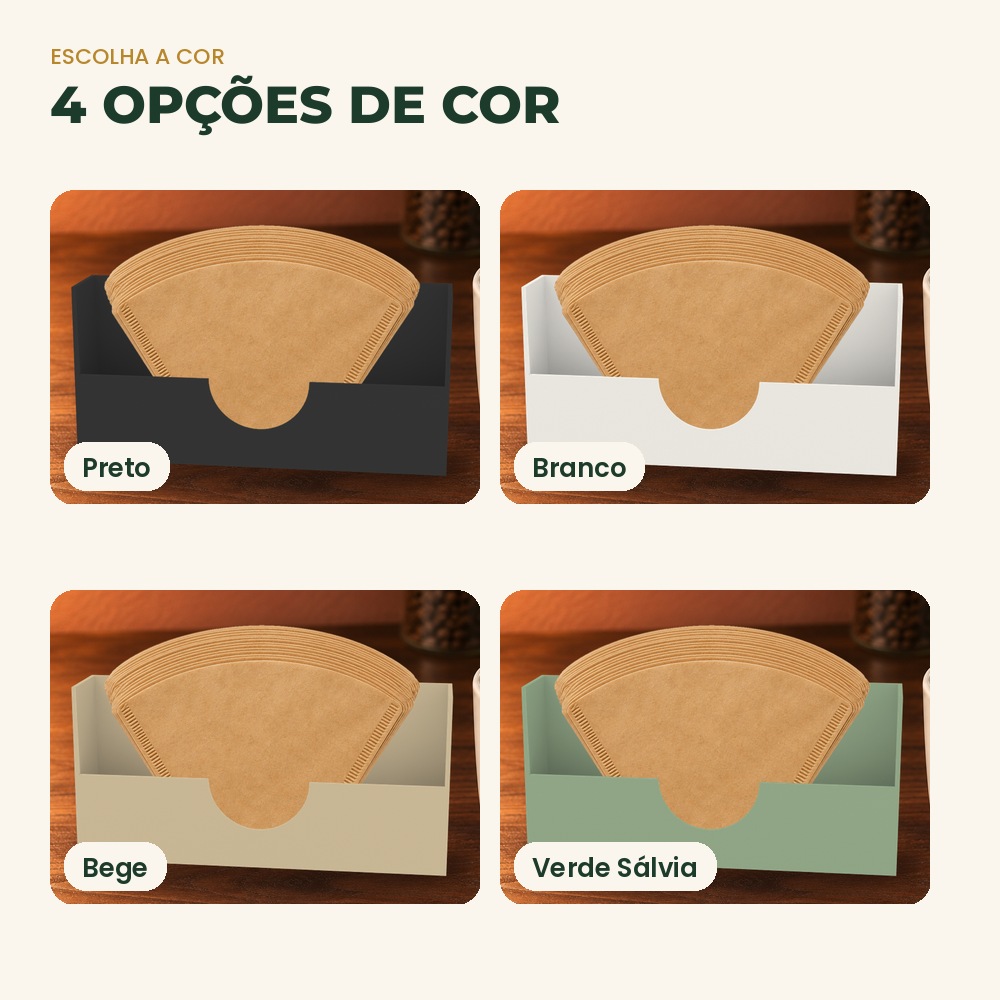 ESCOLHA A COR
4 OPÇÕES DE COR
Preto
Branco
Bege
Verde Sálvia